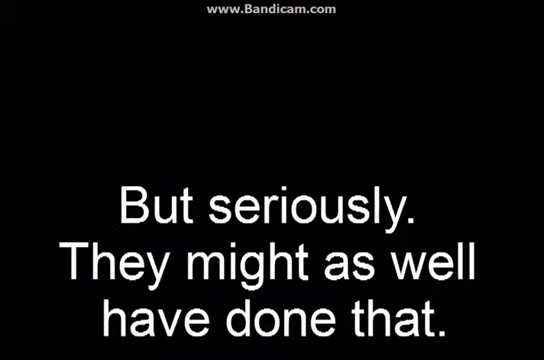 www.Bandicam.com
But seriously.
They might as well
have done that.